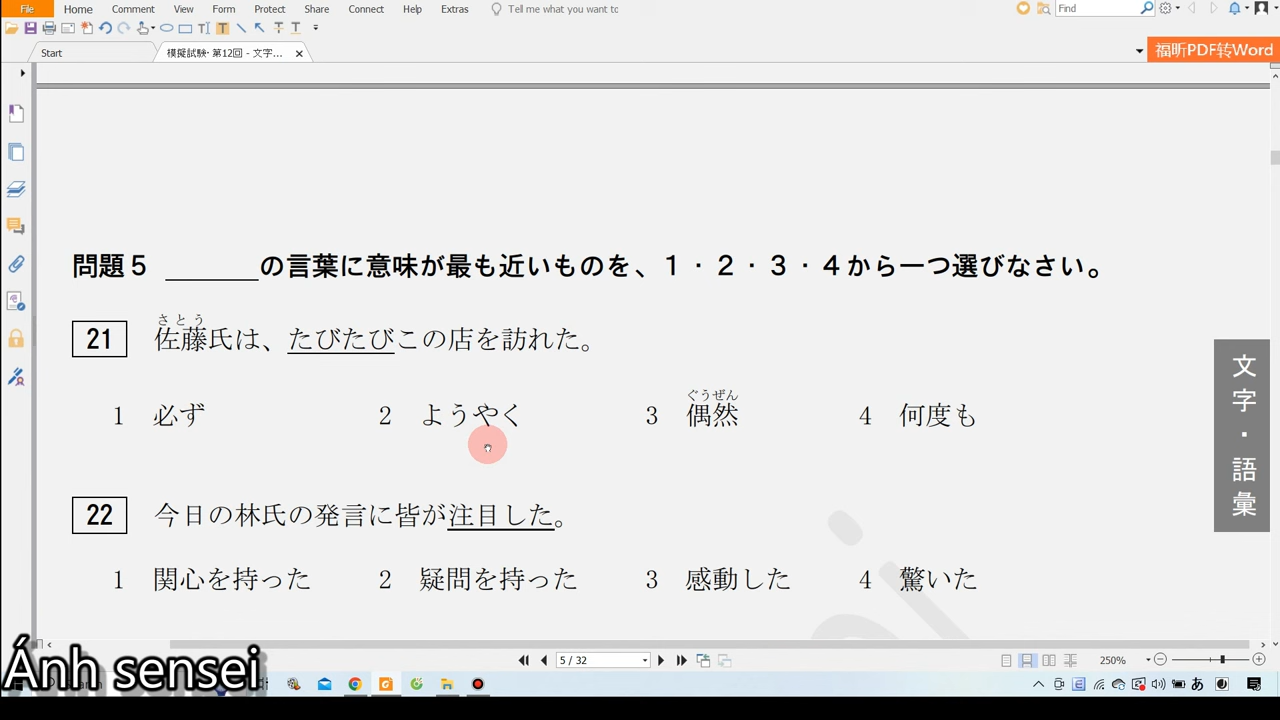 File Home Comment View Form Protect Share Connect Help Extras Tell me what you want to Find
Start 模擬試験·第12回 - 文字... 福昕PDF转Word
問題5 ______の言葉に意味が最も近いものを、1・2・3・4から一つ選びなさい。
さとう
21 佐藤氏は、たびたびこの店を訪れた。
ぐうぜん
1 必ず 2 ようやく 3 偶然 4 何度も
22 今日の林氏の発言に皆が注目した。
1 関心を持った 2 疑問を持った 3 感動した 4 驚いた
文字・語彙
5 / 32 250%
Ánh sensei
あ